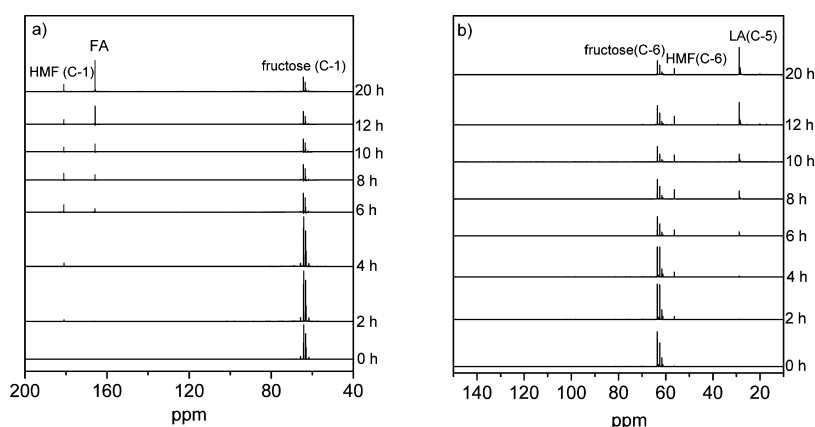 a)
FA
HMF (C-1)
fructose (C-1)
20 h
12 h
10 h
8 h
6 h
4 h
2 h
0 h
200 160 120 80 40
ppm
b)
LA(C-5)
fructose(C-6)
HMF(C-6)
20 h
12 h
10 h
8 h
6 h
4 h
2 h
0 h
140 120 100 80 60 40 20
ppm